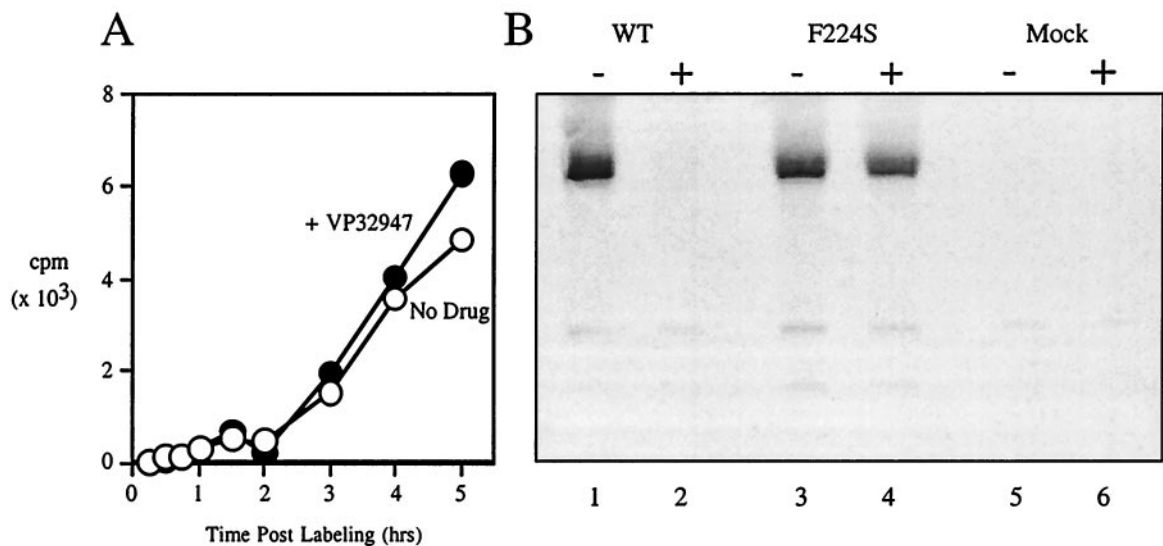 A
8
6
4
2
0
cpm
(x 10³)
+ VP32947
No Drug
0 1 2 3 4 5
Time Post Labeling (hrs)
B
WT F224S Mock
- + - + - +
1 2 3 4 5 6